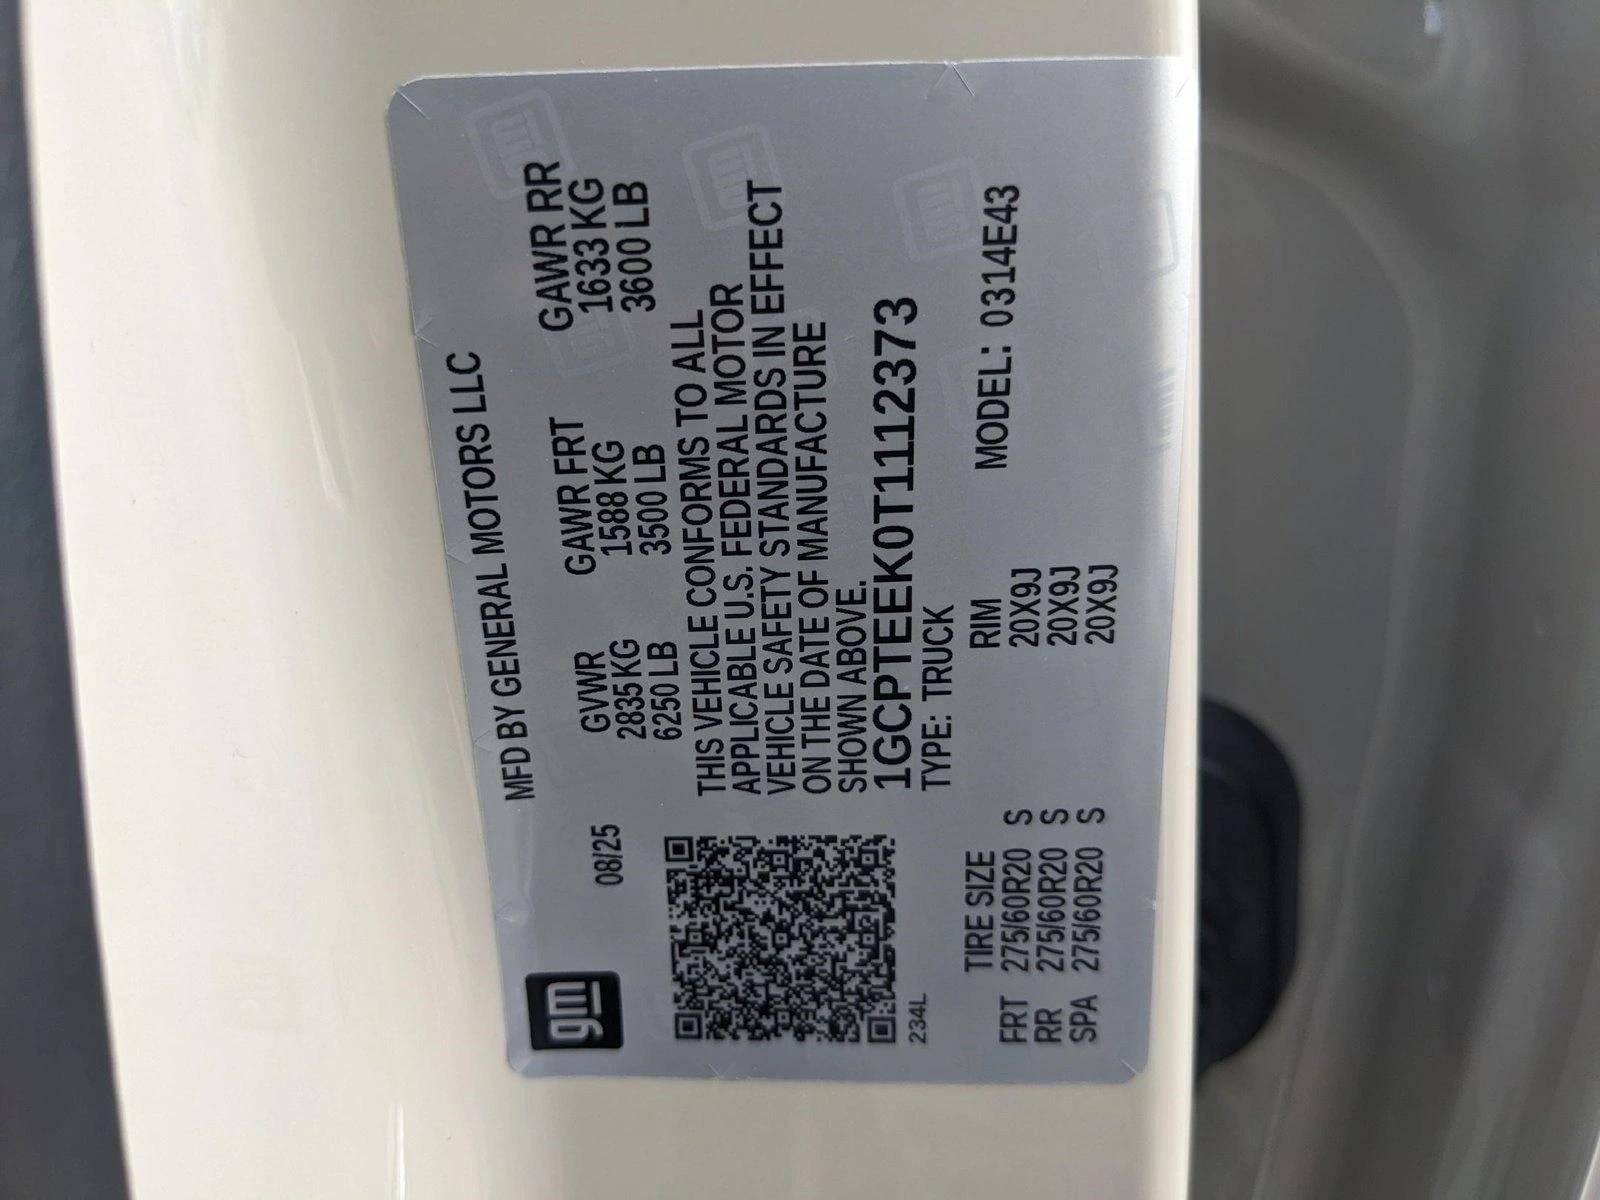 gm
MFD BY GENERAL MOTORS LLC
08/25
GVWR GAWR FRT GAWR RR
2835 KG 1588 KG 1633 KG
6250 LB 3500 LB 3600 LB
THIS VEHICLE CONFORMS TO ALL
APPLICABLE U.S. FEDERAL MOTOR
VEHICLE SAFETY STANDARDS IN EFFECT
ON THE DATE OF MANUFACTURE
SHOWN ABOVE.
1GCPTEEK0T1112373
234L
TYPE: TRUCK MODEL: 0314E43
TIRE SIZE RIM
FRT 275/60R20 S 20X9J
RR 275/60R20 S 20X9J
SPA 275/60R20 S 20X9J